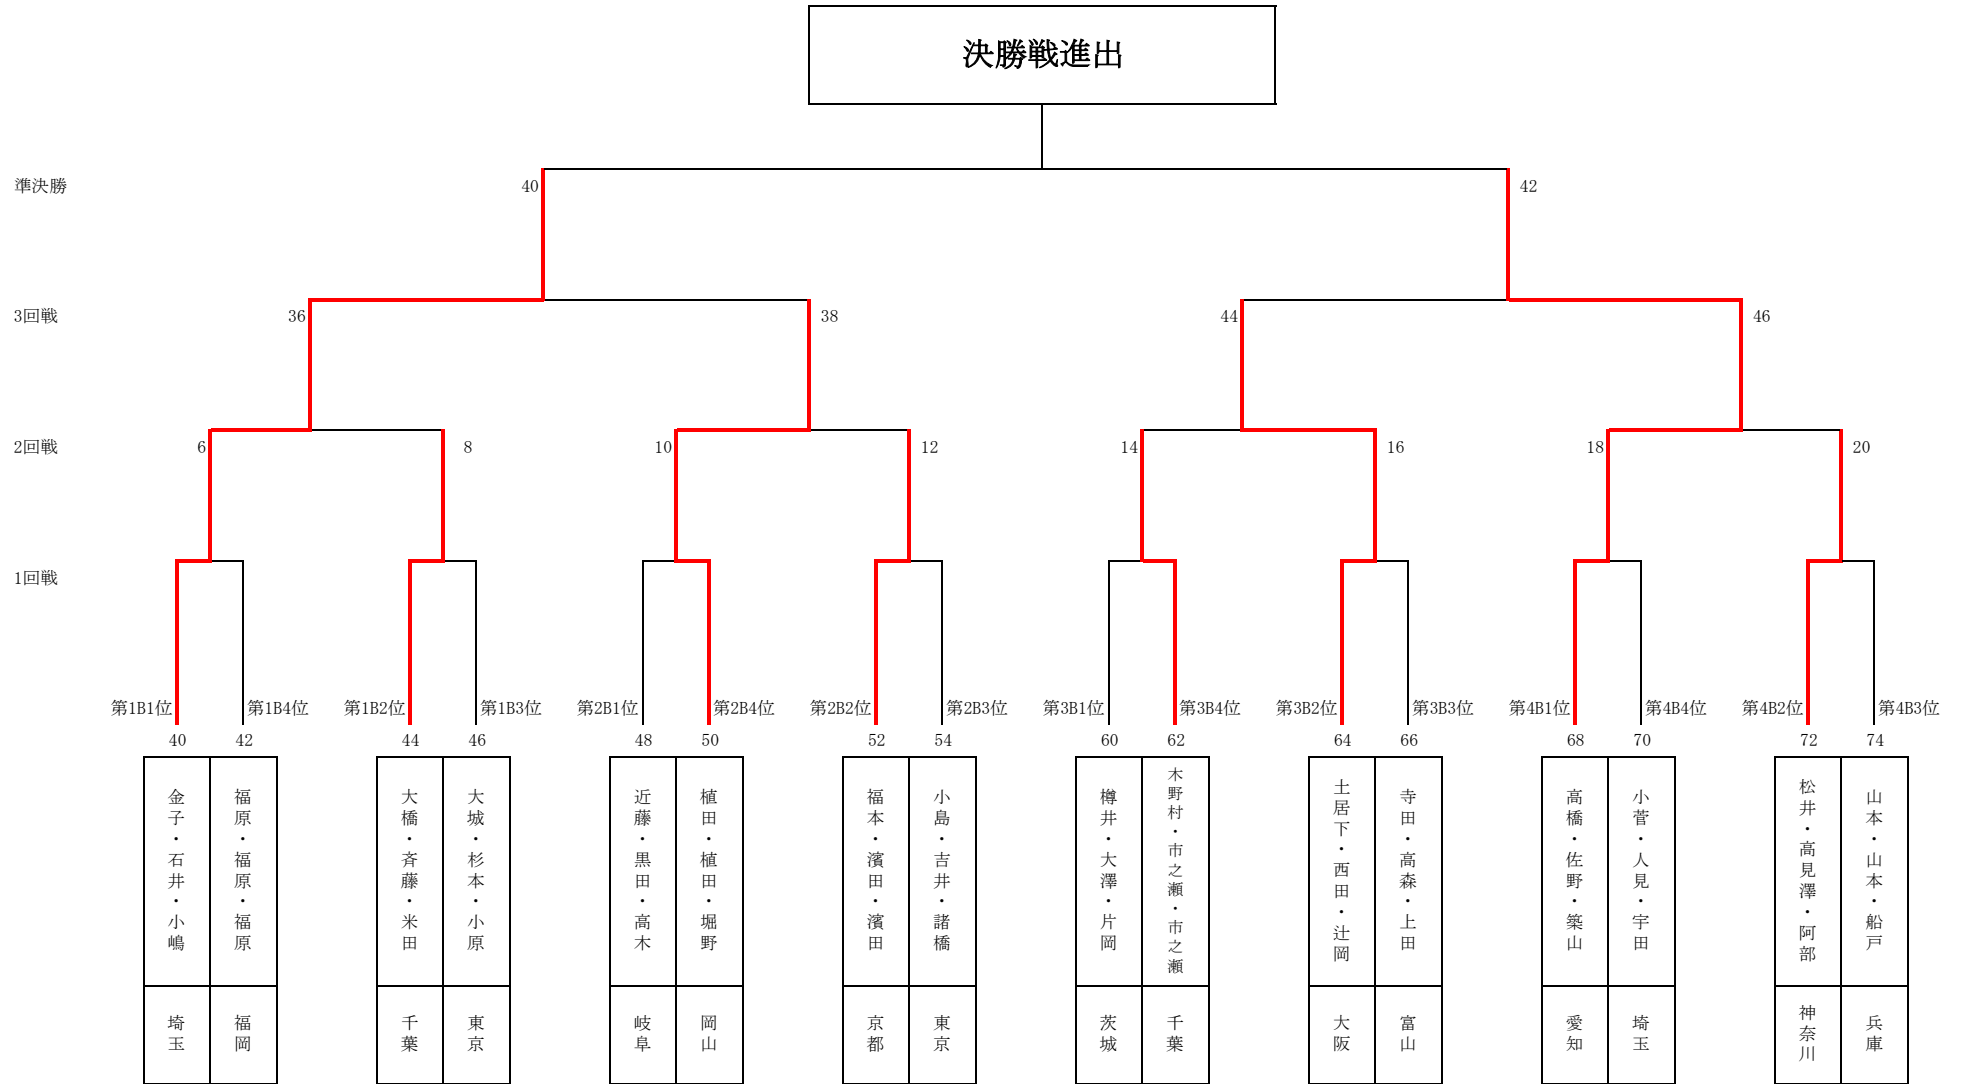 決勝戦進出
準決勝
40
42
3回戦
36
38
44
46
2回戦
6
8
10
12
14
16
18
20
1回戦
第1B1位
第1B4位
第1B2位
第1B3位
第2B1位
第2B4位
第2B2位
第2B3位
第3B1位
第3B4位
第3B2位
第3B3位
第4B1位
第4B4位
第4B2位
第4B3位
40
42
44
46
48
50
52
54
60
62
64
66
68
70
72
74
金子・石井・小嶋
福原・福原・福原
大橋・斉藤・米田
大城・杉本・小原
近藤・黒田・高木
植田・植田・堀野
福本・濱田・濱田
小島・吉井・諸橋
樽井・大澤・片岡
木野村・市之瀬・市之瀬
土居下・西田・辻岡
寺田・高森・上田
高橋・佐野・築山
小菅・人見・宇田
松井・高見澤・阿部
山本・山本・船戸
埼玉
福岡
千葉
東京
岐阜
岡山
京都
東京
茨城
千葉
大阪
富山
愛知
埼玉
神奈川
兵庫